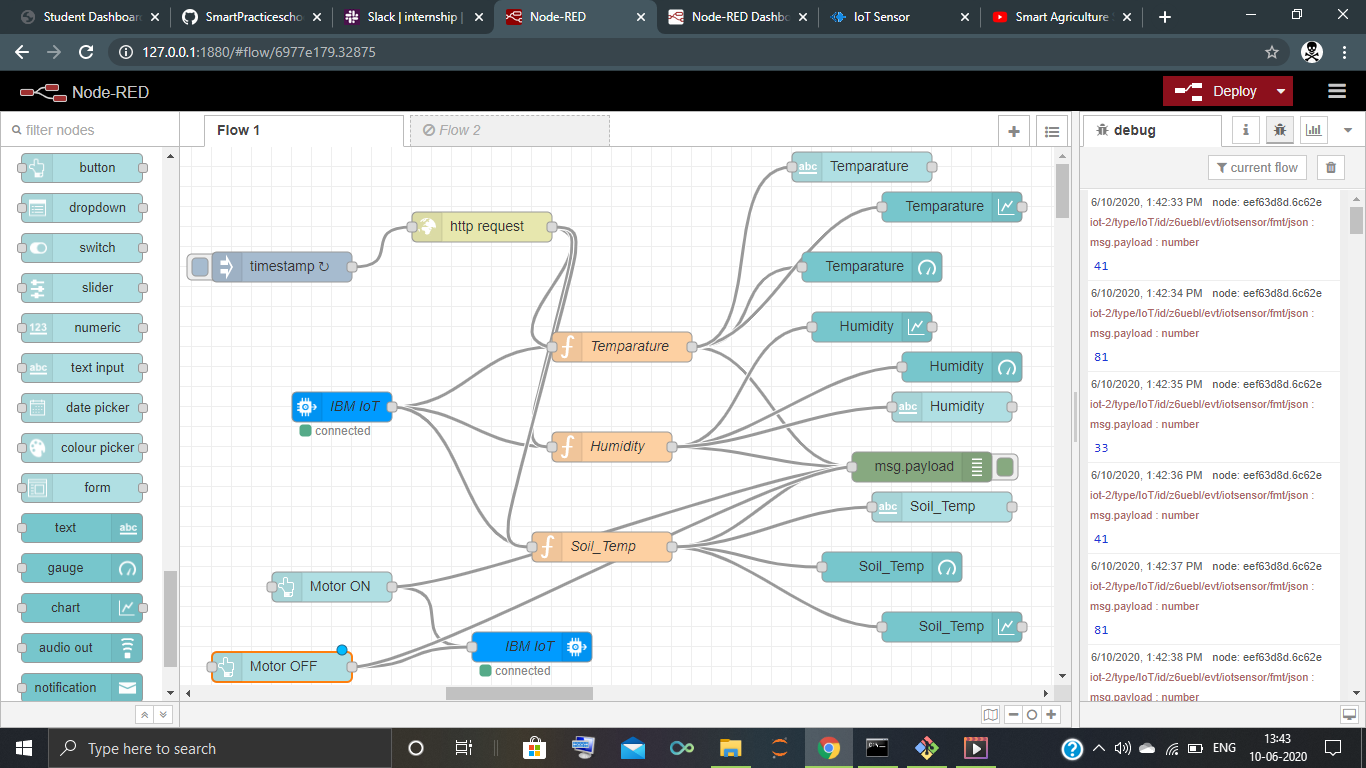 Student Dashboar
SmartPracticescho
Slack | internship |
Node-RED
Node-RED Dashbo
IoT Sensor
Smart Agriculture
127.0.0.1:1880/#flow/6977e179.32875
Node-RED
Deploy
filter nodes
Flow 1
Flow 2
debug
i
current flow
button
dropdown
switch
slider
123 numeric
abc text input
date picker
colour picker
form
text abc
gauge
chart
audio out
notification
timestamp ↻
http request
IBM IoT
connected
f Temparature
f Humidity
f Soil_Temp
Motor ON
Motor OFF
IBM IoT
connected
abc Temparature
Temparature
Temparature
Humidity
Humidity
abc Humidity
msg.payload
abc Soil_Temp
Soil_Temp
Soil_Temp
6/10/2020, 1:42:33 PM node: eef63d8d.6c62e
iot-2/type/IoT/id/z6uebl/evt/iotsensor/fmt/json :
msg.payload : number
41
6/10/2020, 1:42:34 PM node: eef63d8d.6c62e
iot-2/type/IoT/id/z6uebl/evt/iotsensor/fmt/json :
msg.payload : number
81
6/10/2020, 1:42:35 PM node: eef63d8d.6c62e
iot-2/type/IoT/id/z6uebl/evt/iotsensor/fmt/json :
msg.payload : number
33
6/10/2020, 1:42:36 PM node: eef63d8d.6c62e
iot-2/type/IoT/id/z6uebl/evt/iotsensor/fmt/json :
msg.payload : number
41
6/10/2020, 1:42:37 PM node: eef63d8d.6c62e
iot-2/type/IoT/id/z6uebl/evt/iotsensor/fmt/json :
msg.payload : number
81
6/10/2020, 1:42:38 PM node: eef63d8d.6c62e
iot-2/type/IoT/id/z6uebl/evt/iotsensor/fmt/json :
msg.payload : number
Type here to search
ENG
13:43
10-06-2020